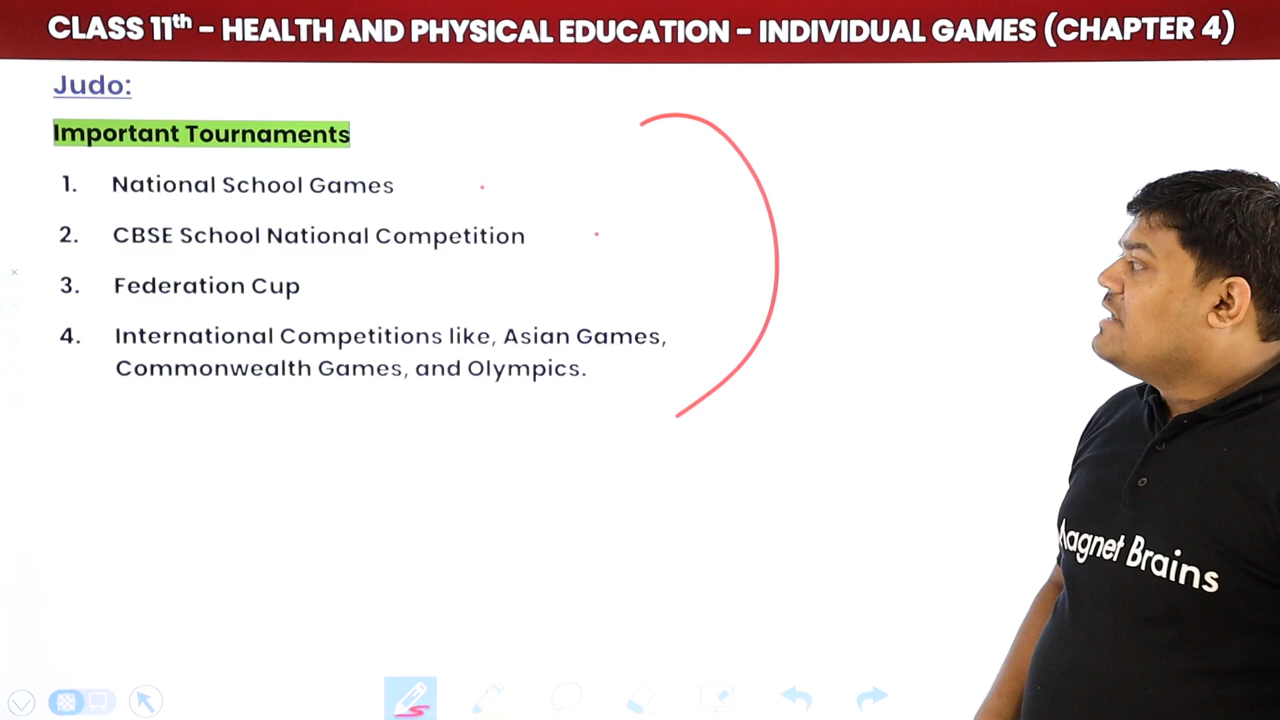 CLASS 11th - HEALTH AND PHYSICAL EDUCATION - INDIVIDUAL GAMES (CHAPTER 4)
Judo:
Important Tournaments
1. National School Games
2. CBSE School National Competition
3. Federation Cup
4. International Competitions like, Asian Games,
Commonwealth Games, and Olympics.
Magnet Brains